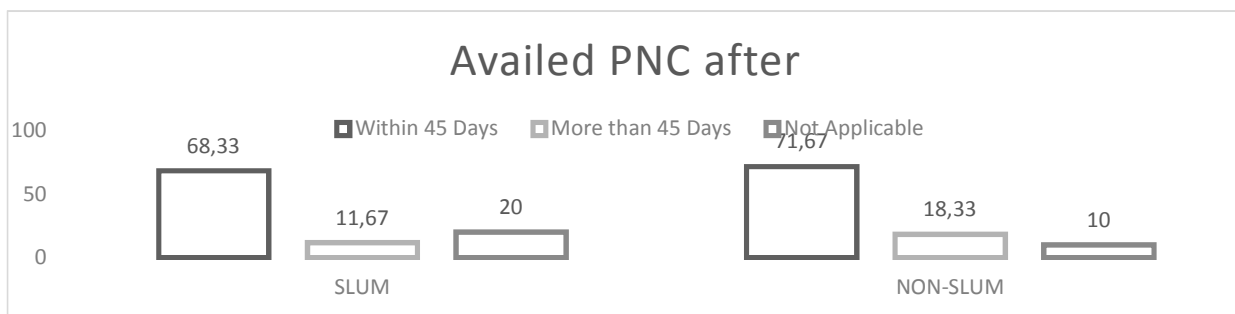 Availed PNC after
Within 45 Days More than 45 Days Not Applicable
100
50
0
68,33
11,67
20
71,67
18,33
10
SLUM
NON-SLUM